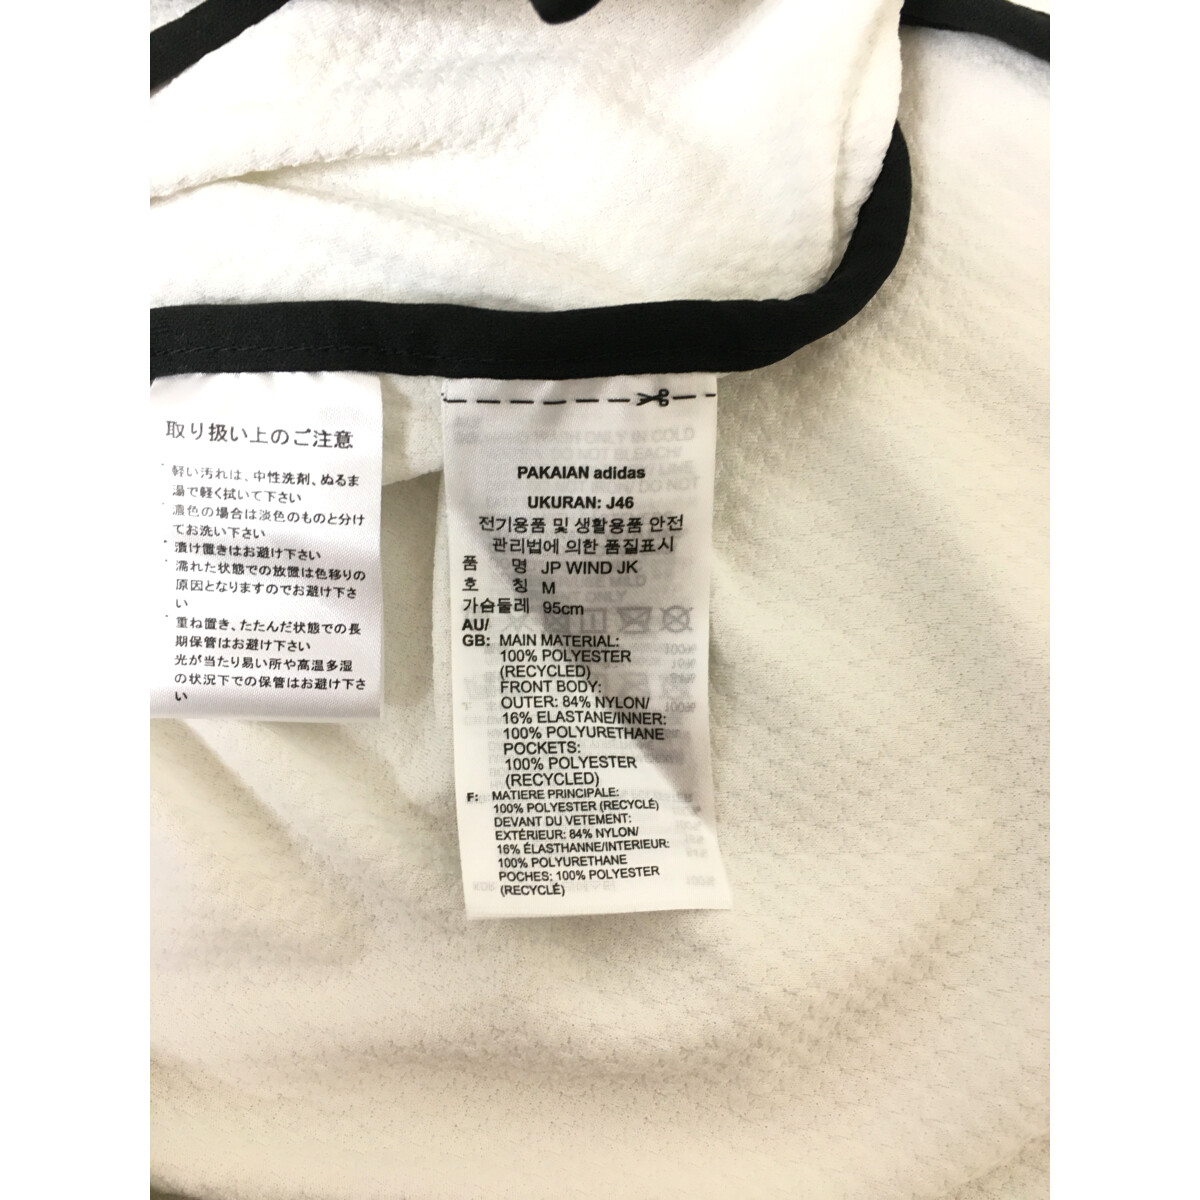 取り扱い上のご注意
軽い汚れは、中性洗剤、ぬるま
湯で軽く拭いて下さい
濃色の場合は淡色のものと分け
てお洗い下さい
漬け置きはお避け下さい
濡れた状態での放置は色移りの
原因となりますのでお避け下さ
い
重ね置き、たたんだ状態での長
期保管はお避け下さい
光が当たり易い所や高温多湿
の状況下での保管はお避け下さ
い
PAKAIAN adidas
UKURAN: J46
전기용품 및 생활용품 안전
관리법에 의한 품질표시
품 명 JP WIND JK
호 칭 M
가슴둘레 95cm
AU/
GB: MAIN MATERIAL:
100% POLYESTER
(RECYCLED)
FRONT BODY:
OUTER: 84% NYLON/
16% ELASTANE/INNER:
100% POLYURETHANE
POCKETS:
100% POLYESTER
(RECYCLED)
F: MATIERE PRINCIPALE:
100% POLYESTER (RECYCLÉ)
DEVANT DU VETEMENT:
EXTÉRIEUR: 84% NYLON/
16% ÉLASTHANNE/INTERIEUR:
100% POLYURETHANE
POCHES: 100% POLYESTER
(RECYCLÉ)